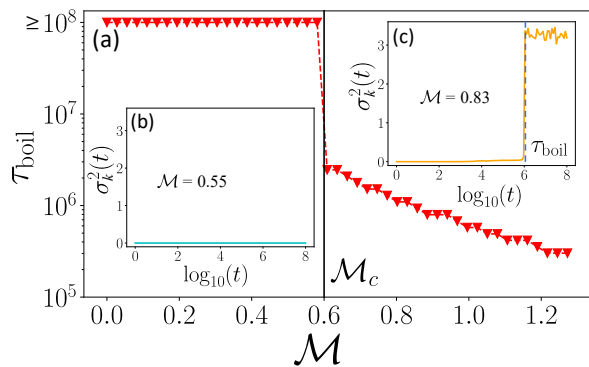 ≥ 10⁸
10⁷
10⁶
10⁵
τ_boil
(a)
0.0 0.2 0.4 0.6 0.8 1.0 1.2
ℳ
ℳ_c
(b)
3
2
1
0
σ_k²(t)
ℳ = 0.55
0 2 4 6 8
log₁₀(t)
(c)
3
2
1
0
σ_k²(t)
ℳ = 0.83
τ_boil
0 2 4 6 8
log₁₀(t)